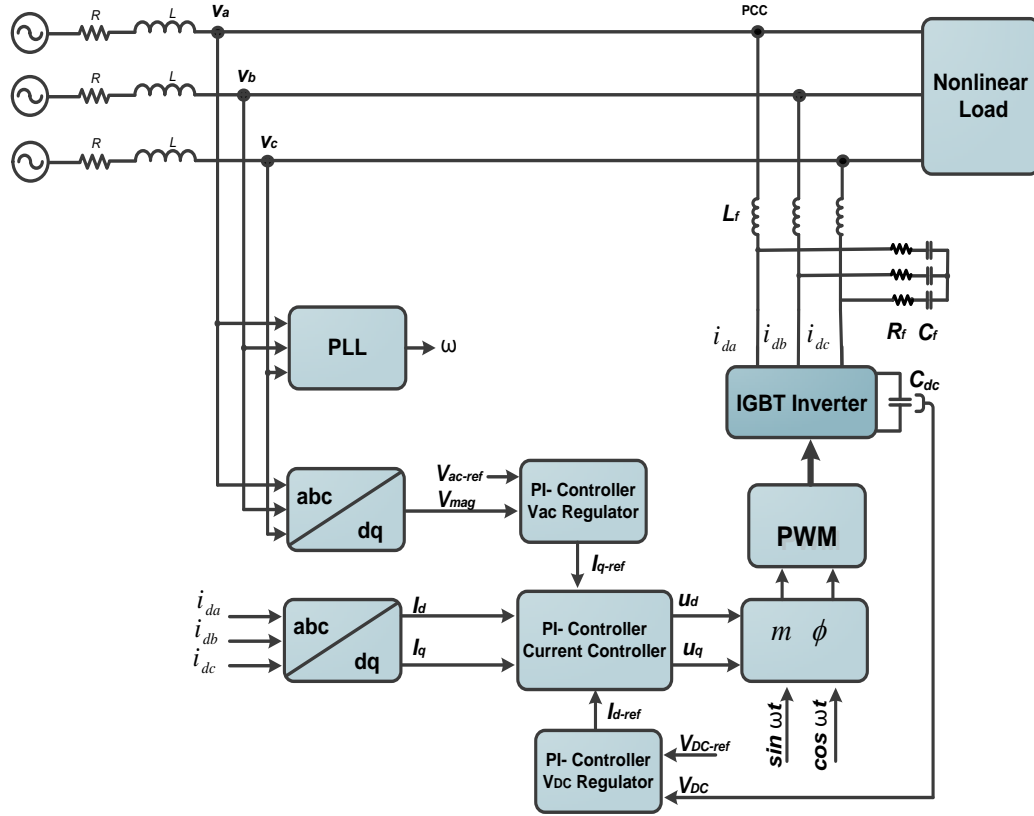 R L Va PCC
R L Vb
Nonlinear
Load
R L Vc
Lf
Rf Cf
ida idb idc
PLL ω
Cdc
IGBT Inverter
abc
dq
Vac-ref
Vmag
PI- Controller
Vac Regulator
PWM
Iq-ref
ida
idb
idc
abc
dq
Id
Iq
PI- Controller
Current Controller
ud
uq
m ϕ
Id-ref
sin ωt
cos ωt
PI- Controller
VDC Regulator
VDC-ref
VDC